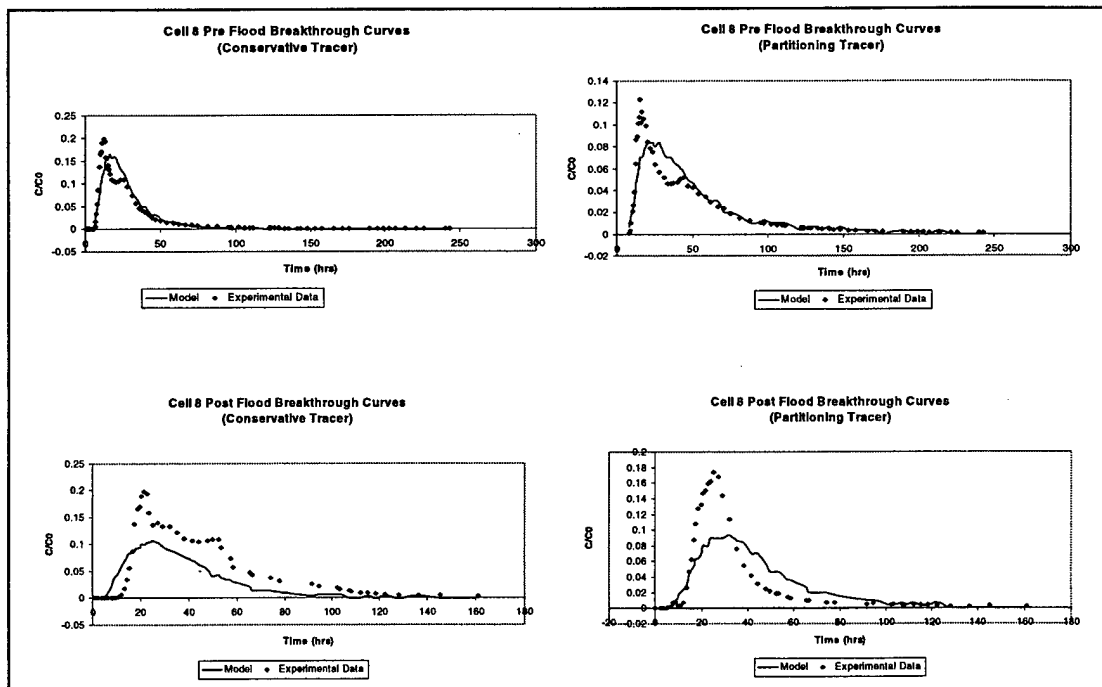 Cell 8 Pre Flood Breakthrough Curves
(Conservative Tracer)
0.25
0.2
0.15
0.1
0.05
0
-0.05
C/C0
0
50
100
150
200
250
300
Time (hrs)
Model
Experimental Data
Cell 8 Pre Flood Breakthrough Curves
(Partitioning Tracer)
0.14
0.12
0.1
0.08
0.06
0.04
0.02
0
-0.02
C/C0
0
50
100
150
200
250
300
Time (hrs)
Model
Experimental Data
Cell 8 Post Flood Breakthrough Curves
(Conservative Tracer)
0.25
0.2
0.15
0.1
0.05
0
-0.05
C/C0
0
20
40
60
80
100
120
140
160
180
Time (hrs)
Model
Experimental Data
Cell 8 Post Flood Breakthrough Curves
(Partitioning Tracer)
0.2
0.18
0.16
0.14
0.12
0.1
0.08
0.06
0.04
0.02
0
-0.02
C/C0
-20
0
20
40
60
80
100
120
140
160
180
Time (hrs)
Model
Experimental Data